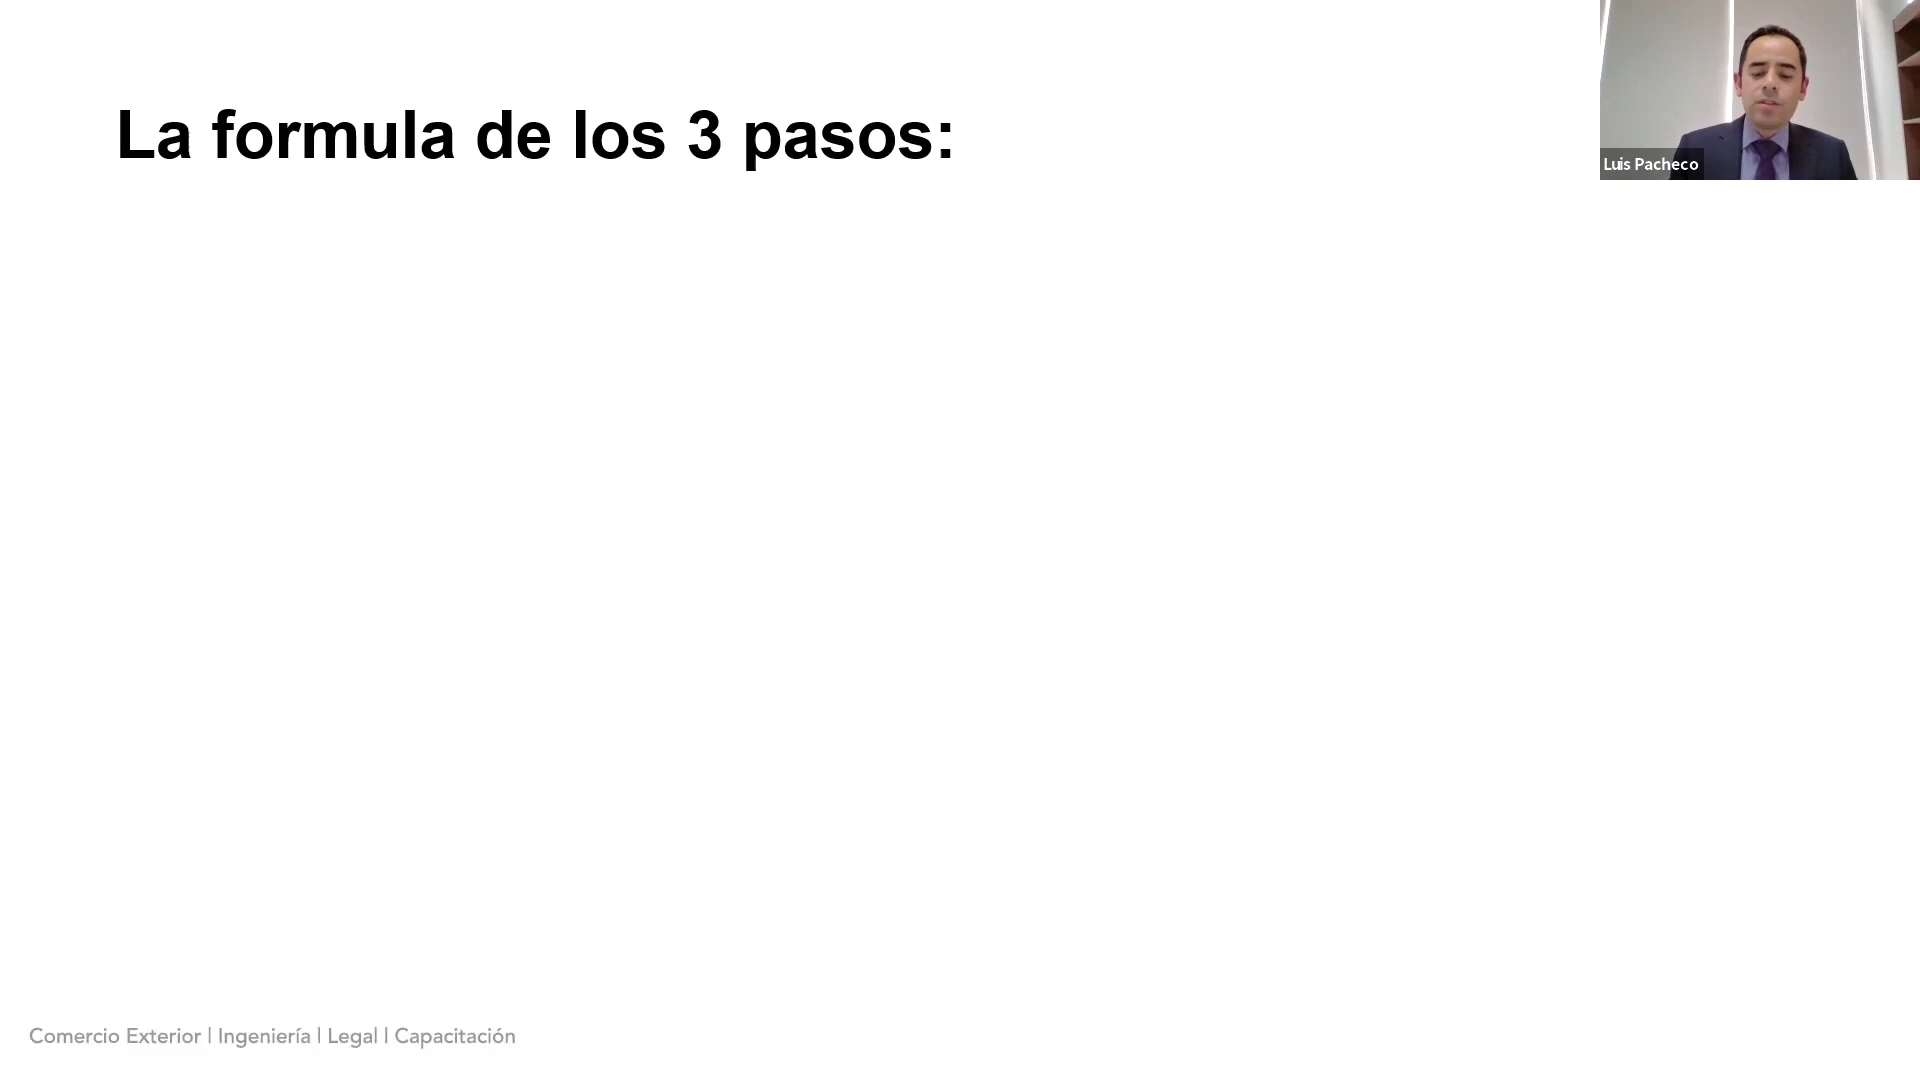 La formula de los 3 pasos:
Luis Pacheco
Comercio Exterior | Ingeniería | Legal | Capacitación